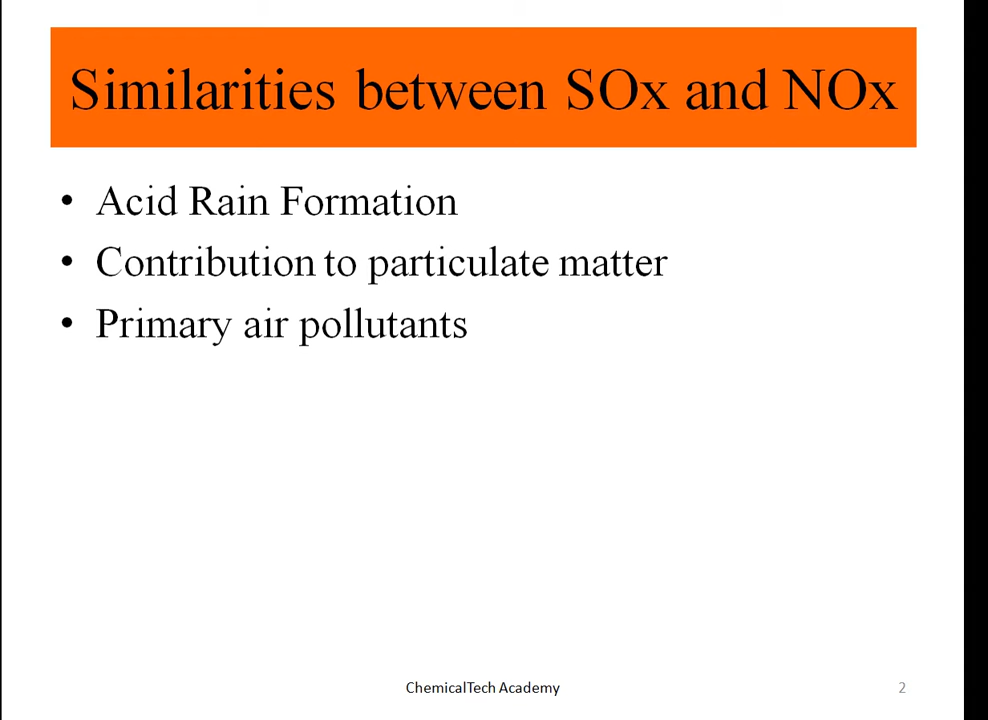 Similarities between SOx and NOx
• Acid Rain Formation
• Contribution to particulate matter
• Primary air pollutants
ChemicalTech Academy
2